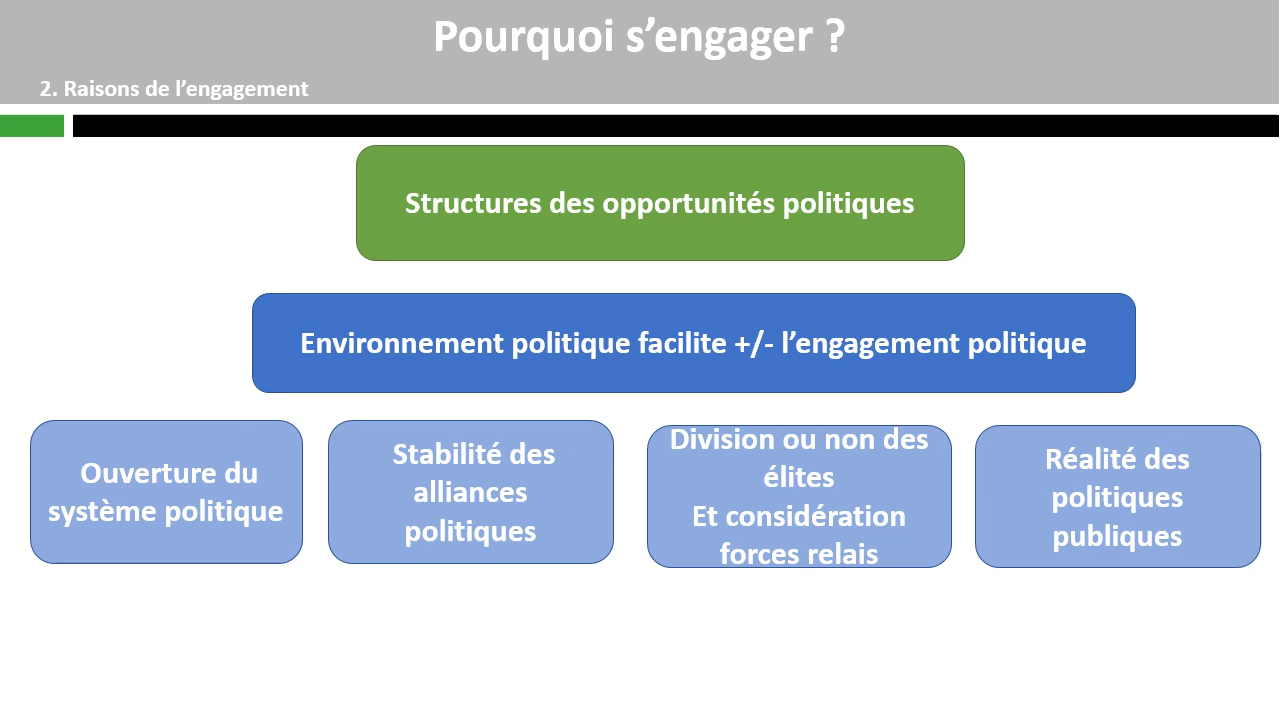 Pourquoi s’engager ?
2. Raisons de l’engagement
Structures des opportunités politiques
Environnement politique facilite +/- l’engagement politique
Ouverture du
système politique
Stabilité des
alliances
politiques
Division ou non des
élites
Et considération
forces relais
Réalité des
politiques
publiques